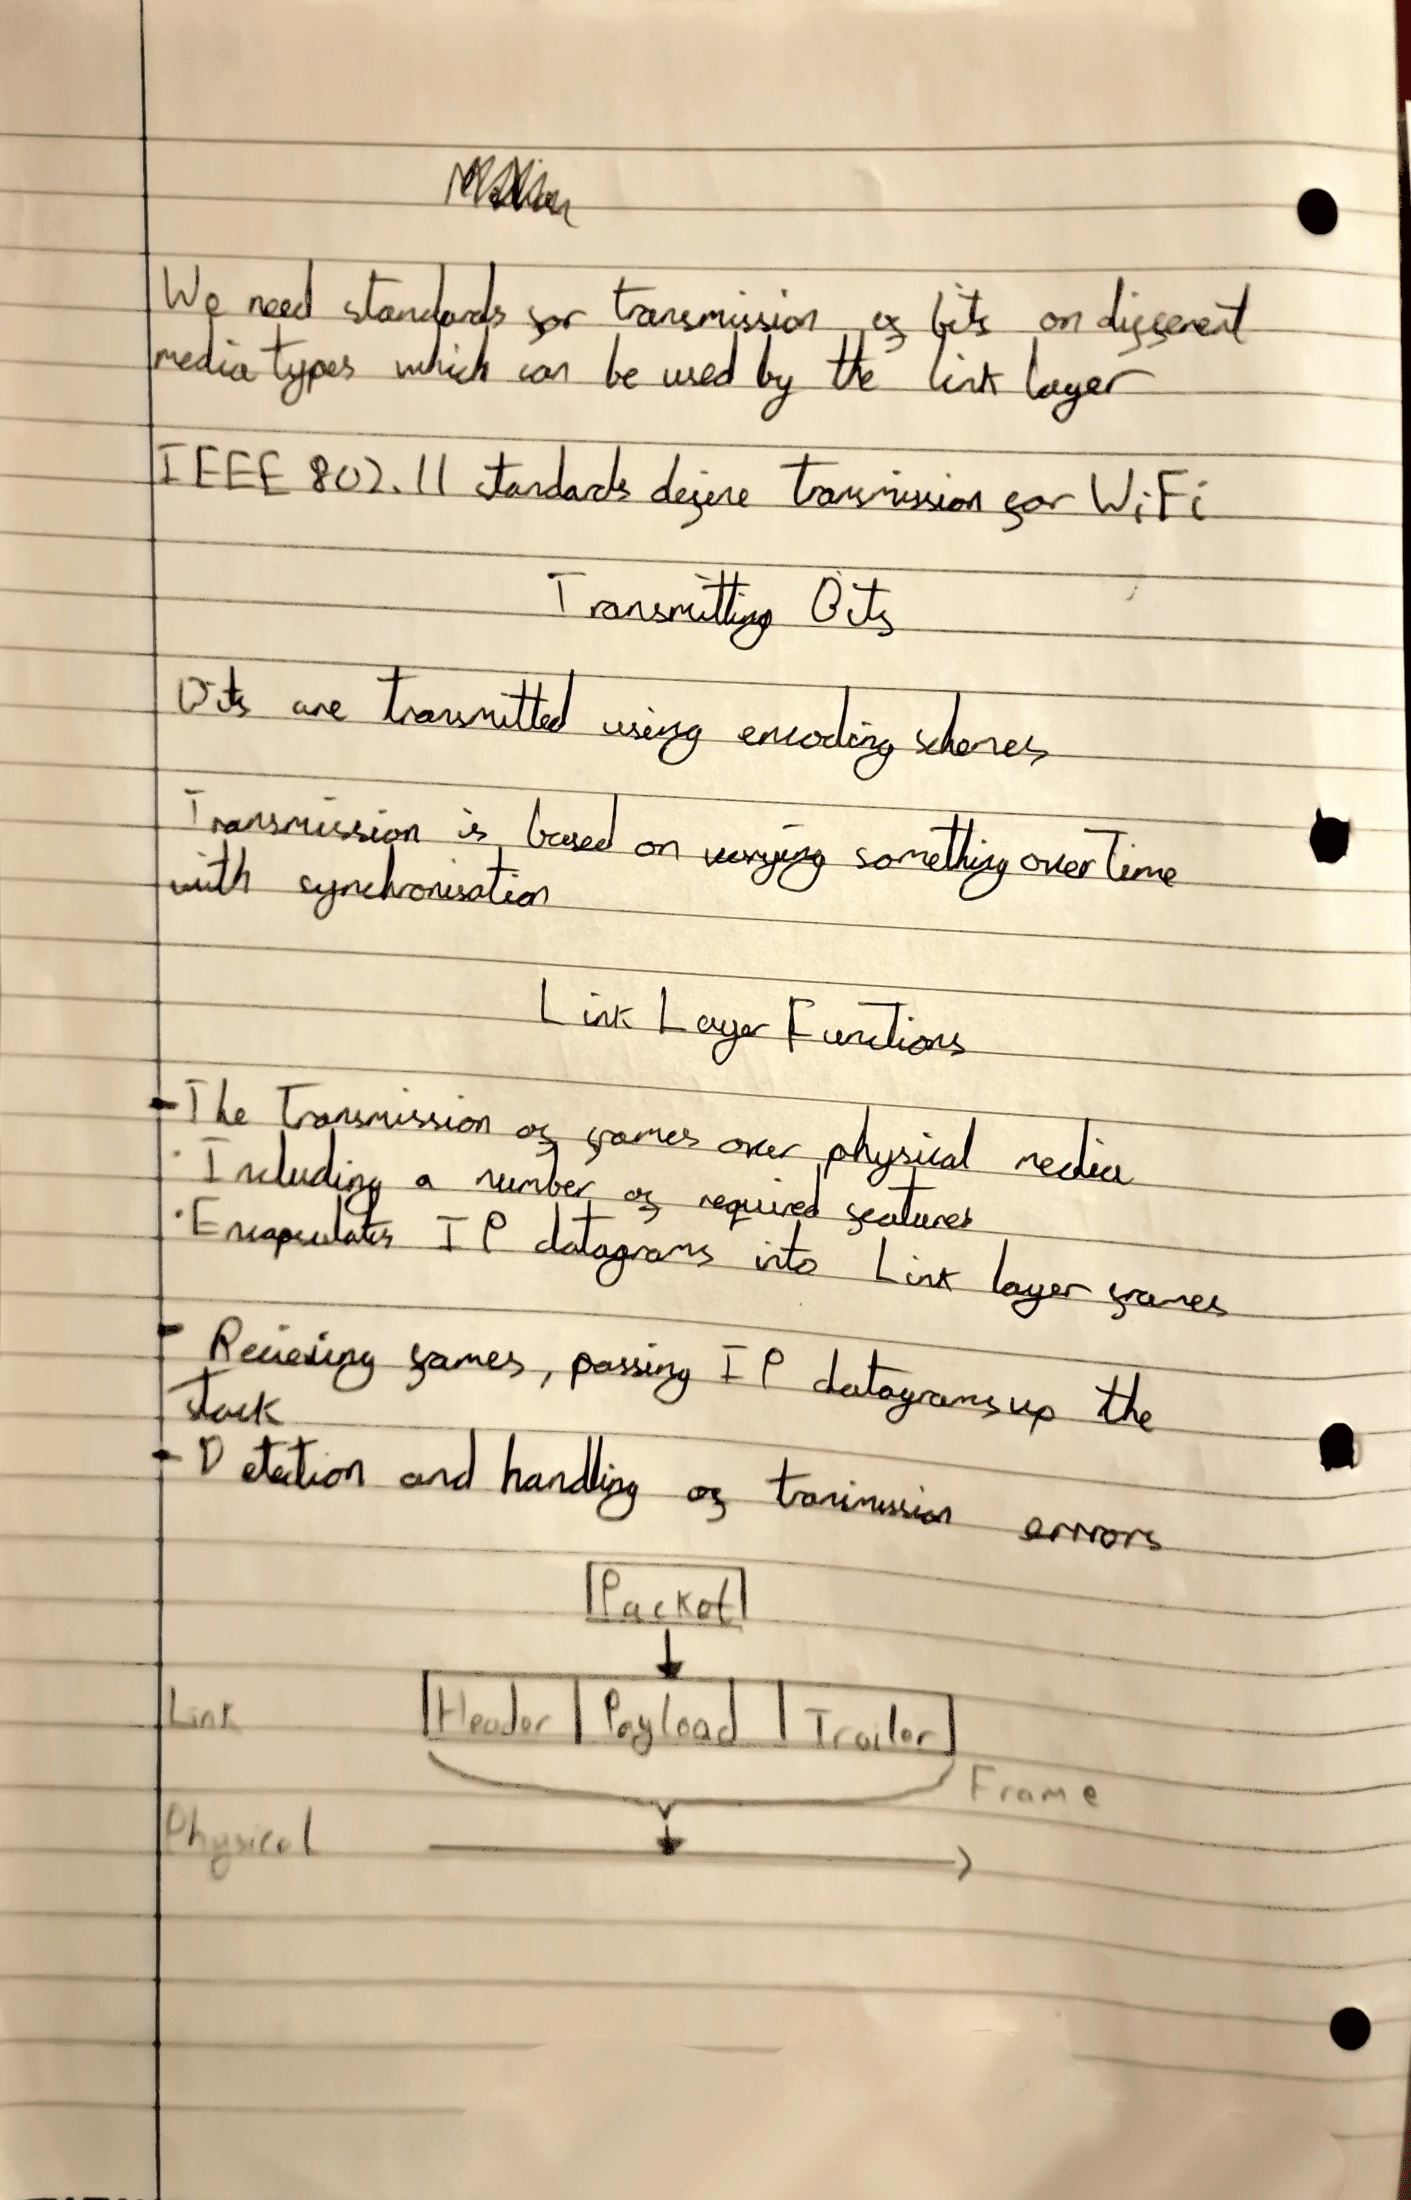 We need standards for transmission of bits on different
media types which can be used by the link layer
IEEE 802.11 standards define transmission for WiFi
Transmitting Bits
Bits are transmitted using encoding schemes
Transmission is based on varying something over time
with synchronisation
Link Layer Functions
- The transmission of frames over physical media
· Including a number of required features
· Encapsulates IP datagrams into Link layer frames
- Recieving frames, passing IP datagrams up the
stack
- Detection and handling of tranimission errrors
Packet
Link Header Payload Trailer
Frame
Physical